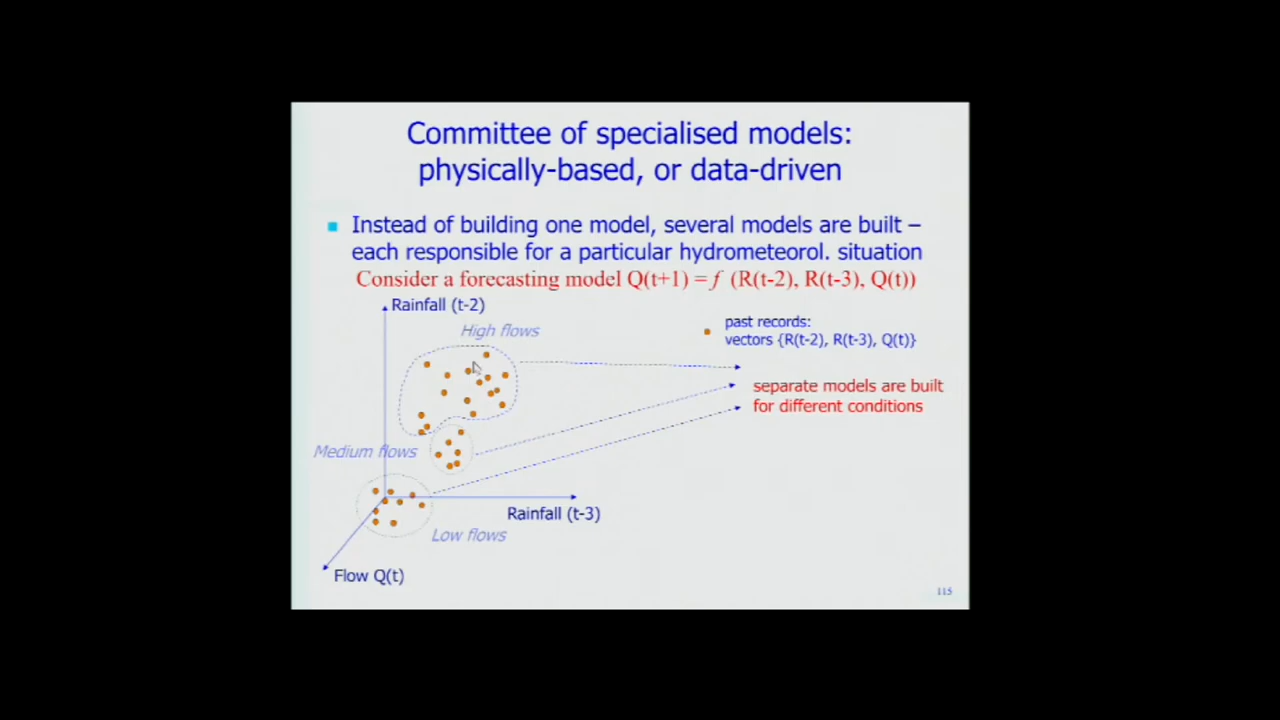 Committee of specialised models:
physically-based, or data-driven
Instead of building one model, several models are built –
each responsible for a particular hydrometeorol. situation
Consider a forecasting model Q(t+1) = f (R(t-2), R(t-3), Q(t))
Rainfall (t-2)
High flows
past records:
vectors {R(t-2), R(t-3), Q(t)}
separate models are built
for different conditions
Medium flows
Rainfall (t-3)
Low flows
Flow Q(t)
115